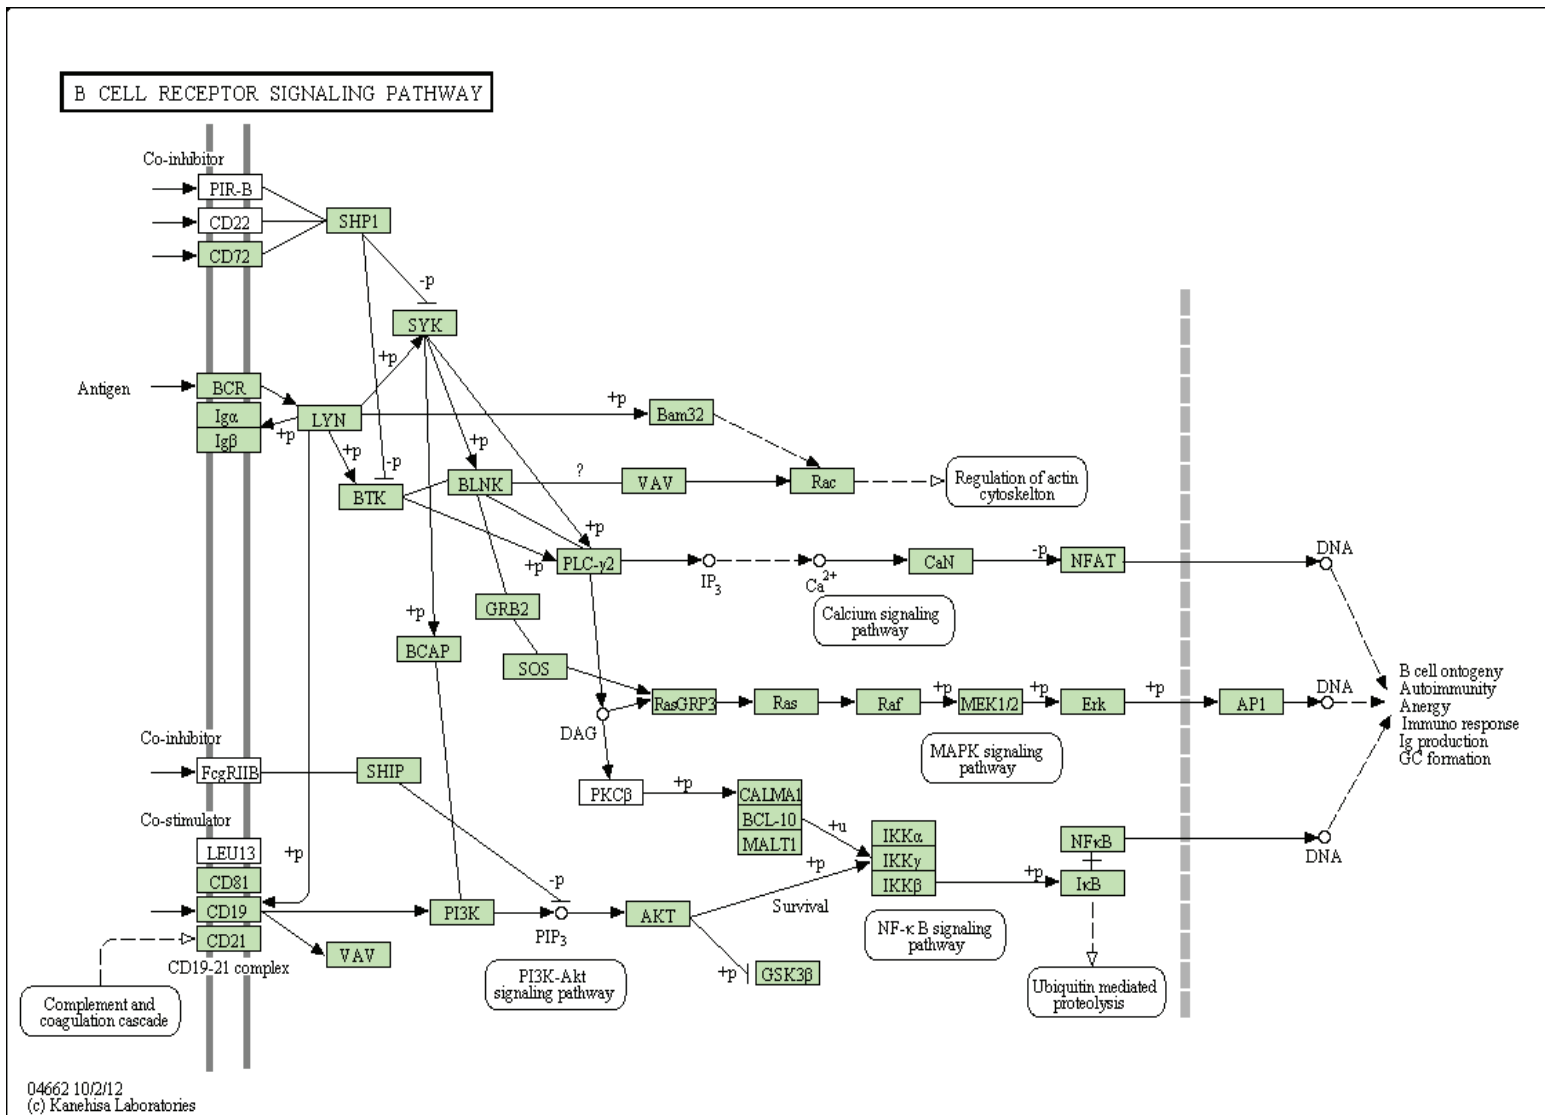 B CELL RECEPTOR SIGNALING PATHWAY
Co-inhibitor
PIR-B
CD22
CD72
SHP1
-p
SYK
+p
Antigen
BCR
Igα
Igβ
LYN
+p
+p
+p
Bam32
+p
-p
BTK
BLNK
?
VAV
Rac
Regulation of actin
cytoskelton
+p
+p
PLC-γ2
IP3
Ca2+
CaN
-p
NFAT
DNA
Calcium signaling
pathway
GRB2
+p
BCAP
SOS
RasGRP3
Ras
Raf
+p
MEK1/2
+p
Erk
+p
AP1
DNA
DAG
MAPK signaling
pathway
B cell ontogeny
Autoimmunity
Anergy
Immuno response
Ig production
GC formation
Co-inhibitor
FcgRIIB
SHIP
PKCβ
+p
CALMA1
BCL-10
MALT1
+u
IKKα
IKKγ
IKKβ
+p
NFκB
IκB
DNA
Co-stimulator
LEU13
CD81
CD19
CD21
CD19-21 complex
+p
VAV
PI3K
-p
PIP3
AKT
+p
Survival
+p
GSK3β
NF-κ B signaling
pathway
PI3K-Akt
signaling pathway
Ubiquitin mediated
proteolysis
Complement and
coagulation cascade
04662 10/2/12
(c) Kanehisa Laboratories